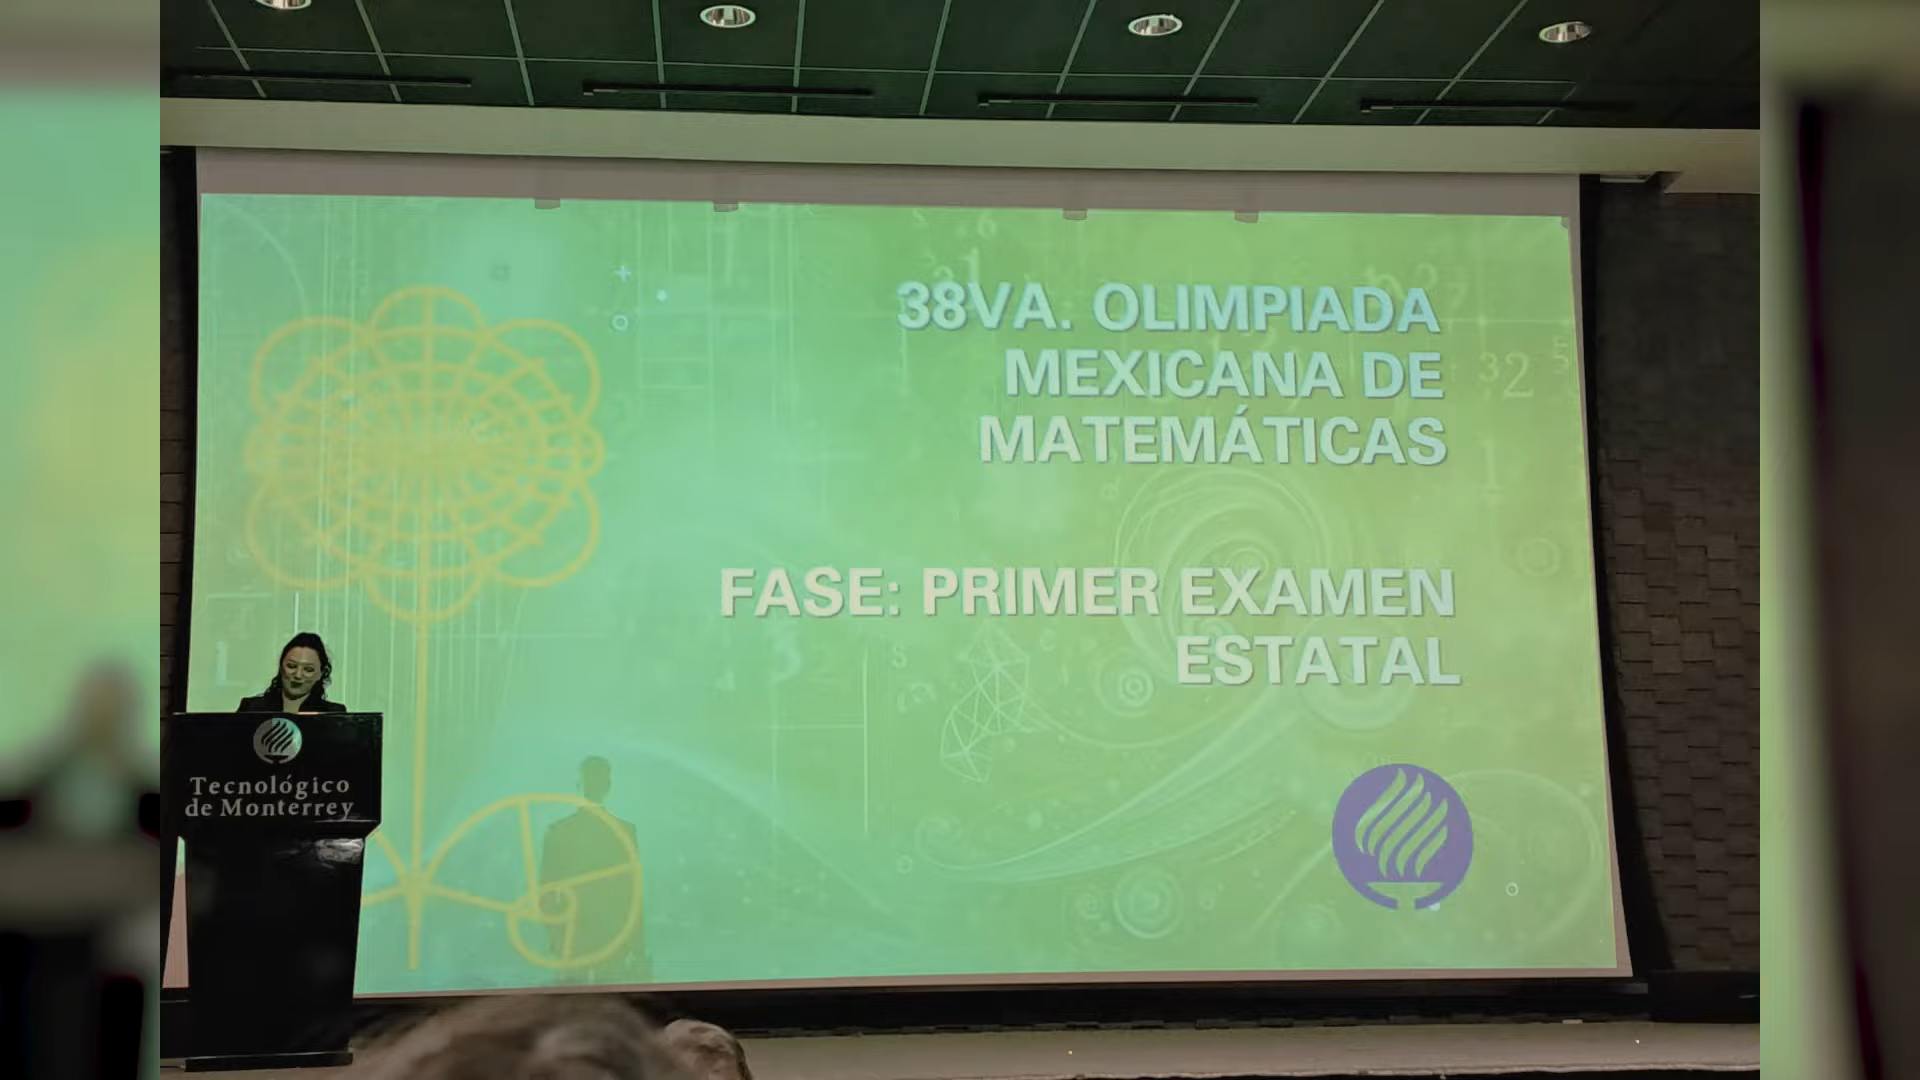 38VA. OLIMPIADA
MEXICANA DE
MATEMÁTICAS
FASE: PRIMER EXAMEN
ESTATAL
Tecnológico
de Monterrey